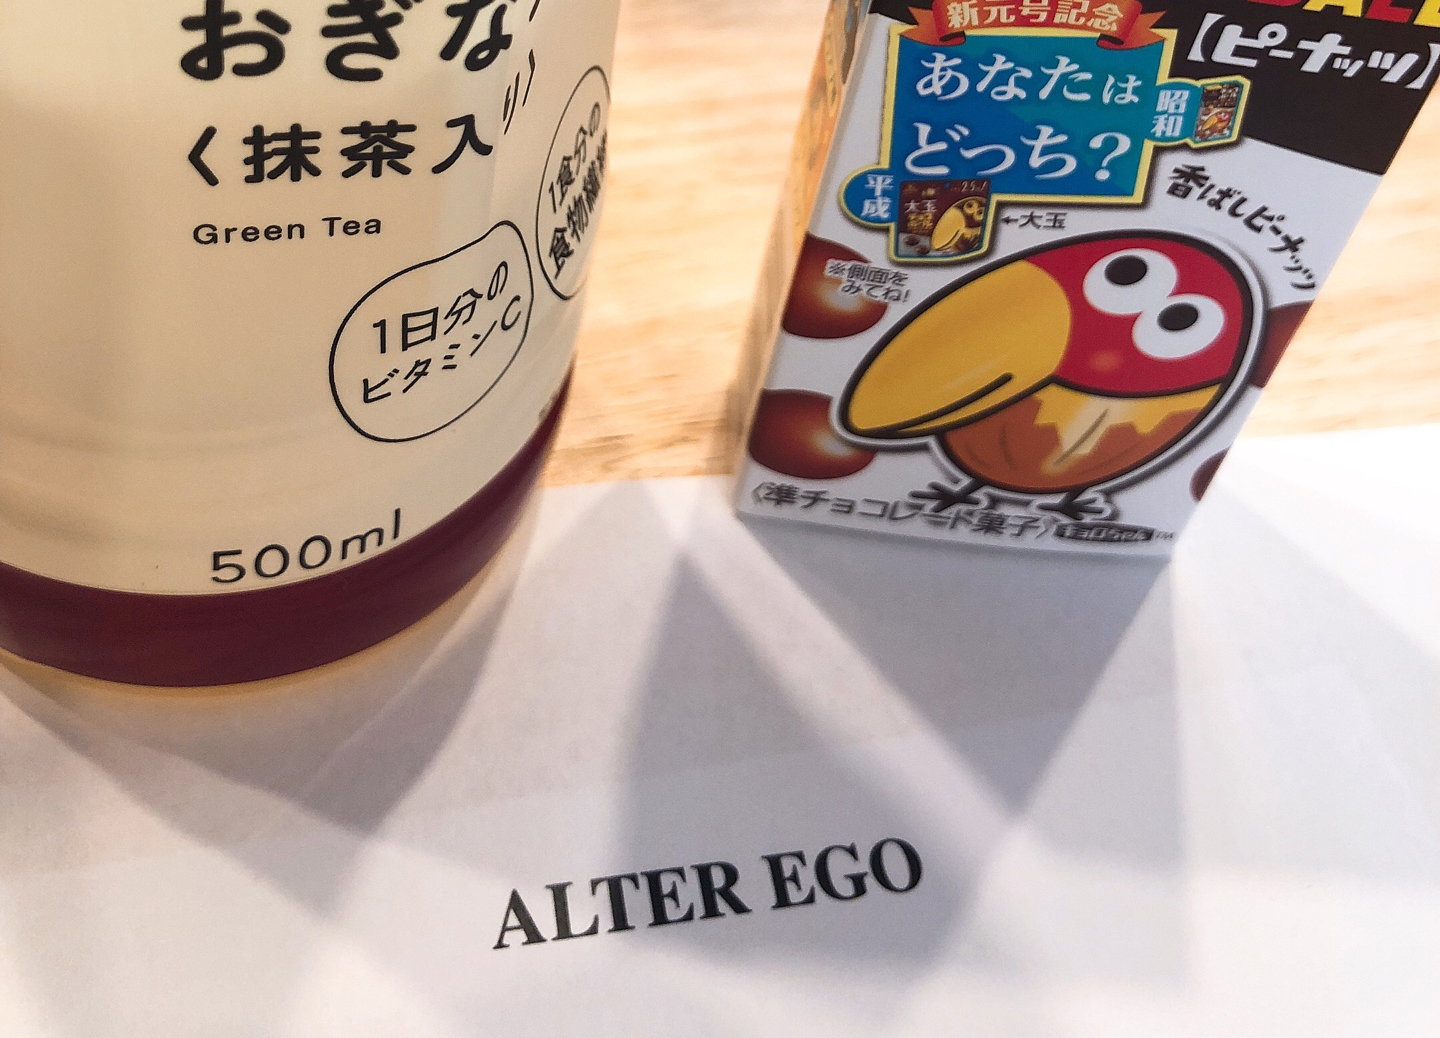 おぎな
〈抹茶入り〉
Green Tea
1食分の
食物繊維
1日分の
ビタミンC
500ml
新元号記念
【ピーナッツ】
あなたは
どっち?
昭和
平成
大玉
←大玉
※側面を
みてね!
香ばしピーナッツ
〈準チョコレート菓子〉
ALTER EGO